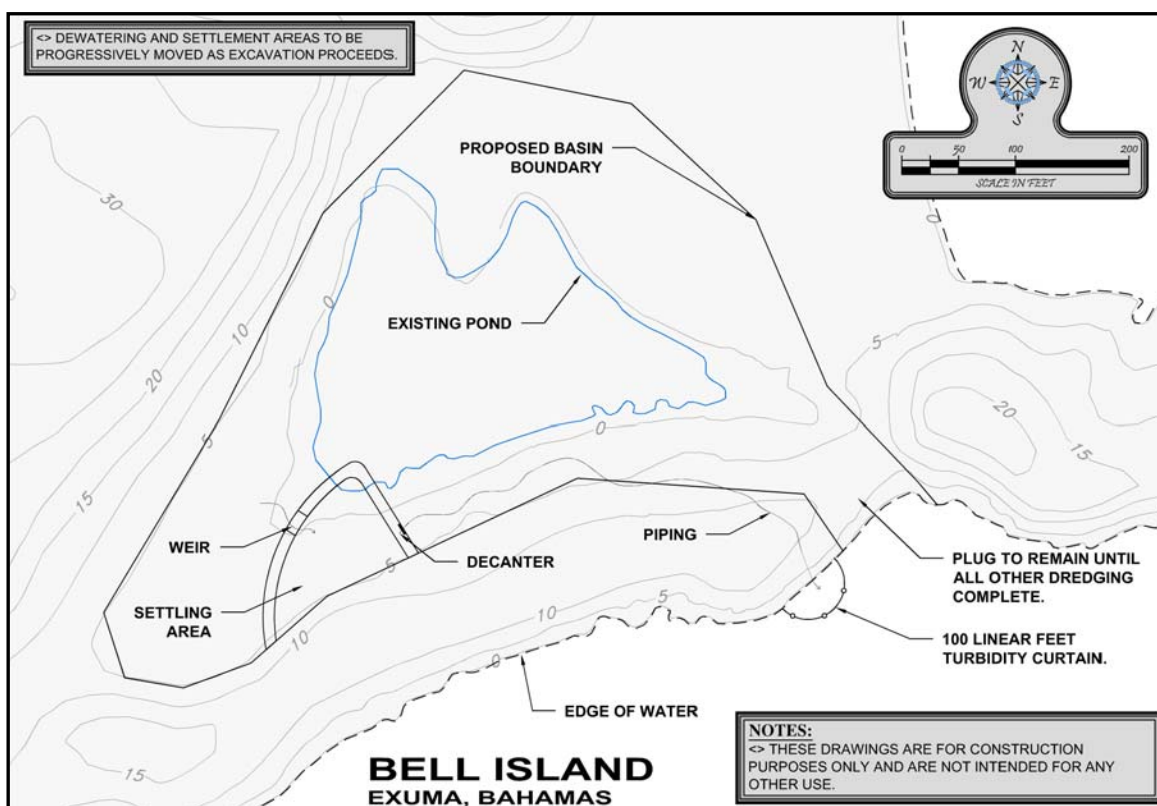 <> DEWATERING AND SETTLEMENT AREAS TO BE
PROGRESSIVELY MOVED AS EXCAVATION PROCEEDS.
N
W
E
S
0
50
100
200
SCALE IN FEET
PROPOSED BASIN
BOUNDARY
30
0
0
10
20
5
15
EXISTING POND
5
20
15
0
WEIR
SETTLING
AREA
DECANTER
5
PIPING
PLUG TO REMAIN UNTIL
ALL OTHER DREDGING
COMPLETE.
10
10
5
0
100 LINEAR FEET
TURBIDITY CURTAIN.
EDGE OF WATER
15
BELL ISLAND
EXUMA, BAHAMAS
NOTES:
<> THESE DRAWINGS ARE FOR CONSTRUCTION
PURPOSES ONLY AND ARE NOT INTENDED FOR ANY
OTHER USE.